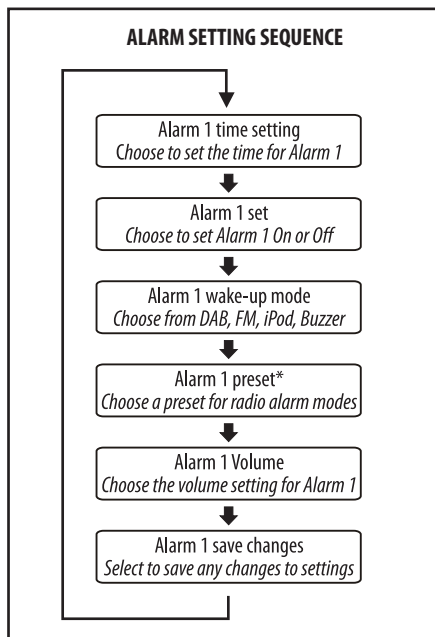 ALARM SETTING SEQUENCE
Alarm 1 time setting
Choose to set the time for Alarm 1
Alarm 1 set
Choose to set Alarm 1 On or Off
Alarm 1 wake-up mode
Choose from DAB, FM, iPod, Buzzer
Alarm 1 preset*
Choose a preset for radio alarm modes
Alarm 1 Volume
Choose the volume setting for Alarm 1
Alarm 1 save changes
Select to save any changes to settings